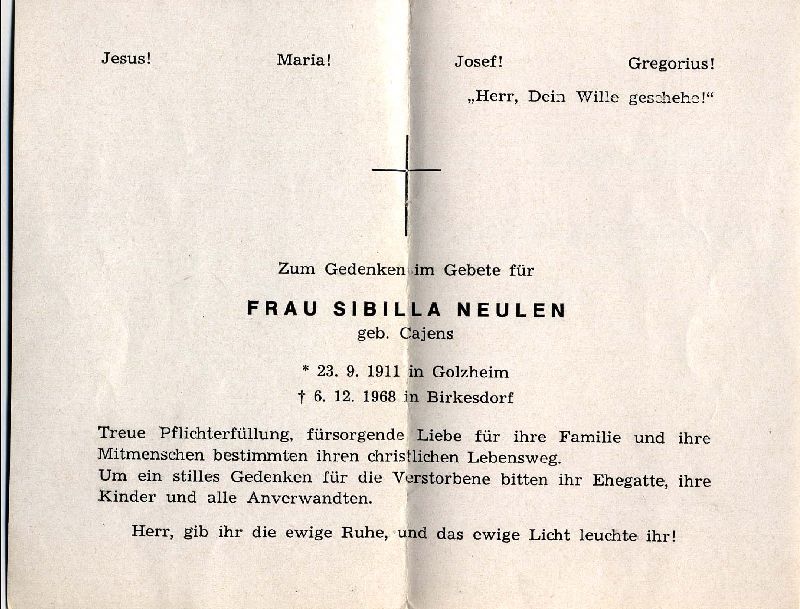 Jesus! Maria! Josef! Gregorius!
„Herr, Dein Wille geschehe!“
Zum Gedenken im Gebete für
FRAU SIBILLA NEULEN
geb. Cajens
* 23. 9. 1911 in Golzheim
† 6. 12. 1968 in Birkesdorf
Treue Pflichterfüllung, fürsorgende Liebe für ihre Familie und ihre
Mitmenschen bestimmten ihren christlichen Lebensweg.
Um ein stilles Gedenken für die Verstorbene bitten ihr Ehegatte, ihre
Kinder und alle Anverwandten.
Herr, gib ihr die ewige Ruhe, und das ewige Licht leuchte ihr!